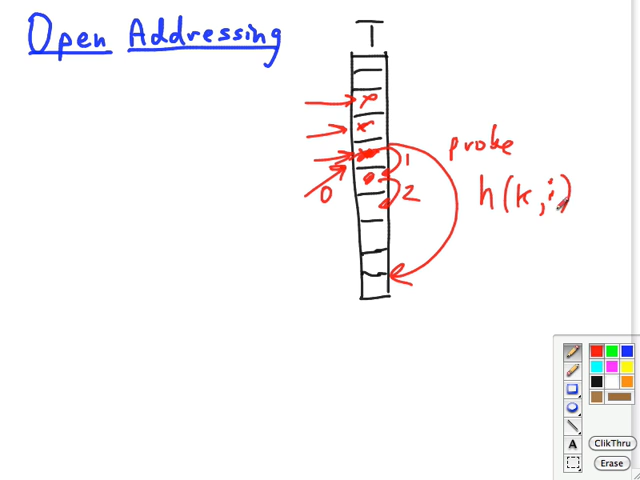 Open Addressing
T
probe
1
0
2
h(k,i)
A
ClikThru
Erase